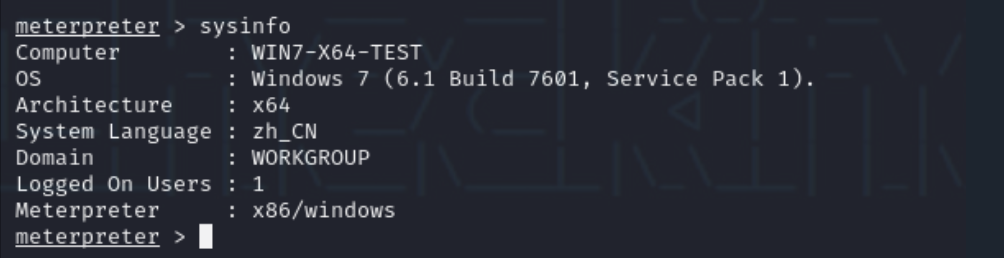 meterpreter > sysinfo
Computer        : WIN7-X64-TEST
OS              : Windows 7 (6.1 Build 7601, Service Pack 1).
Architecture    : x64
System Language : zh_CN
Domain          : WORKGROUP
Logged On Users : 1
Meterpreter     : x86/windows
meterpreter >